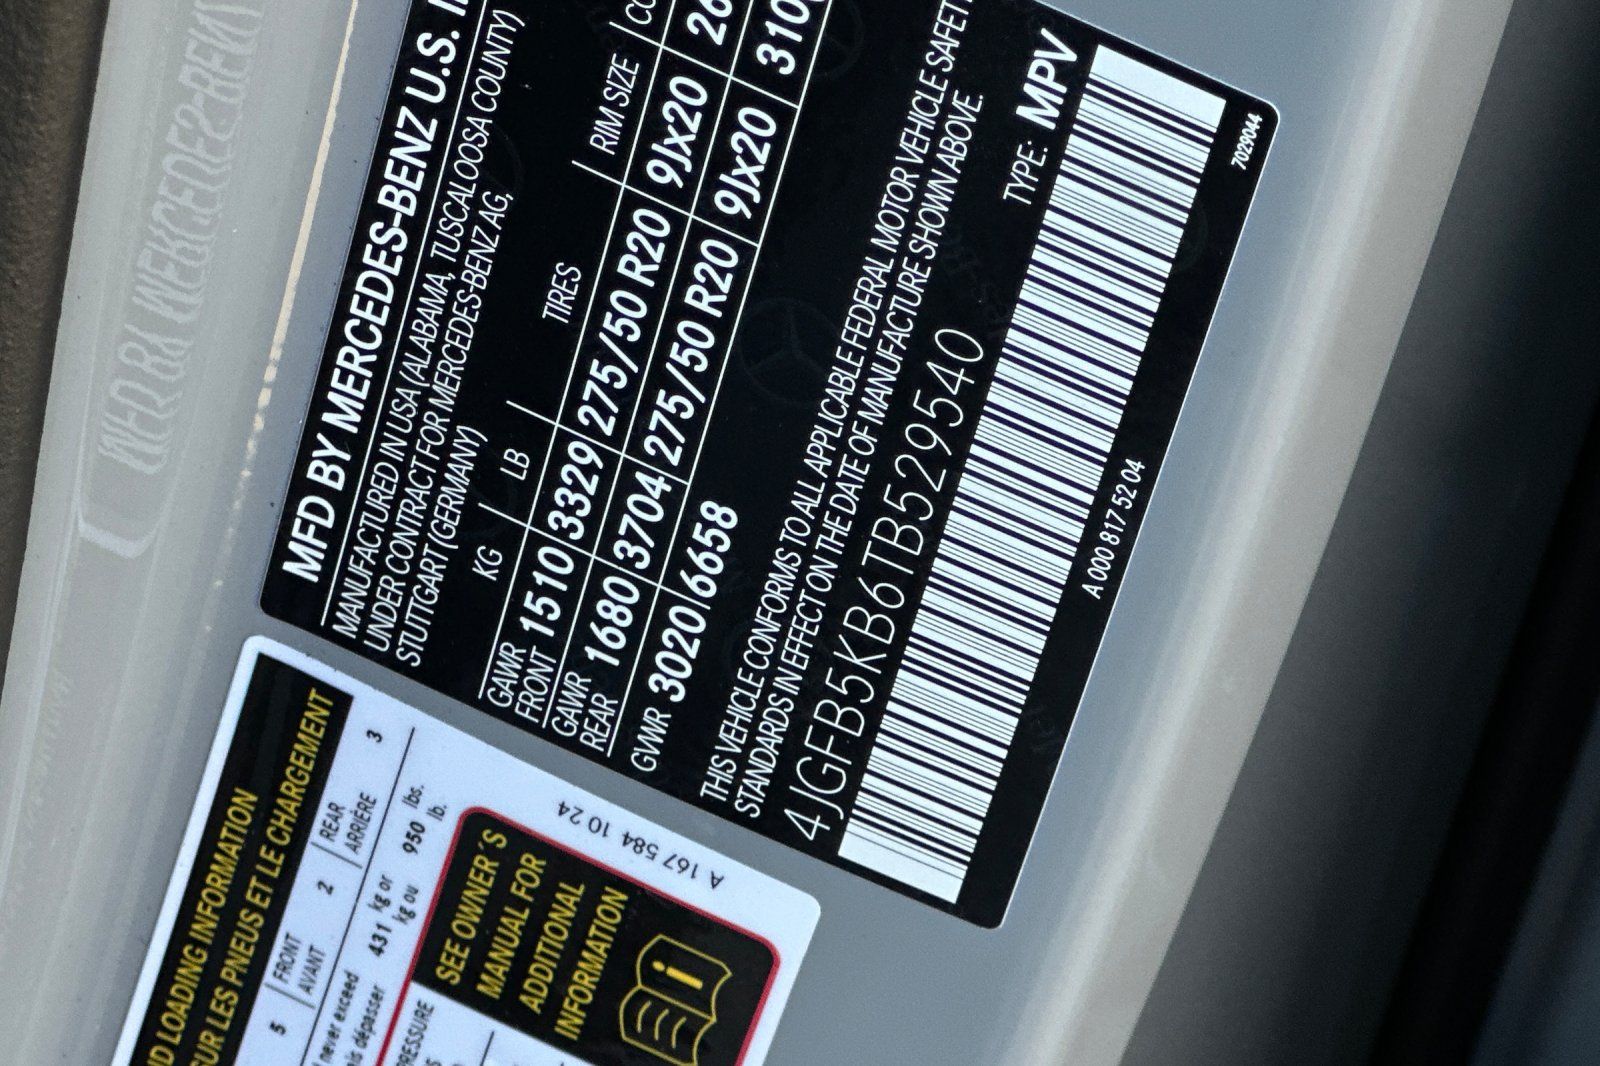 MFD BY MERCEDES-BENZ U.S.
MANUFACTURED IN USA (ALABAMA, TUSCALOOSA COUNTY)
UNDER CONTRACT FOR MERCEDES-BENZ AG,
STUTTGART (GERMANY)
KG LB TIRES RIM SIZE
GAWR FRONT 1510 3329 275/50 R20 9Jx20 26
GAWR REAR 1680 3704 275/50 R20 9Jx20 310
GVWR 3020 6658
THIS VEHICLE CONFORMS TO ALL APPLICABLE FEDERAL MOTOR VEHICLE SAFET
STANDARDS IN EFFECT ON THE DATE OF MANUFACTURE SHOWN ABOVE.
4JGFB5KB6TB529540 TYPE: MPV
A 000 817 52 04
7029044
LOADING INFORMATION
SUR LES PNEUS ET LE CHARGEMENT
5 FRONT AVANT 2 REAR ARRIÈRE 3
never exceed 431 kg or 950 lbs.
dépasser kg ou lb.
SEE OWNER'S
MANUAL FOR
ADDITIONAL
INFORMATION
A 167 584 10 24